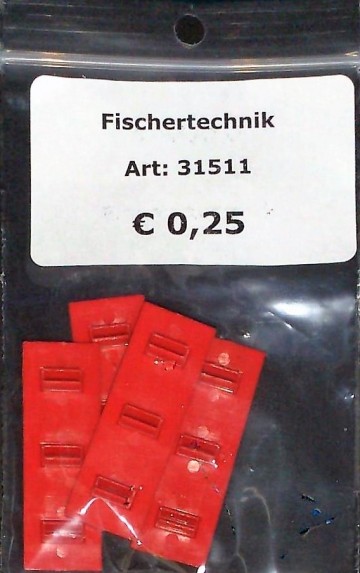 Fischertechnik
Art: 31511
€ 0,25